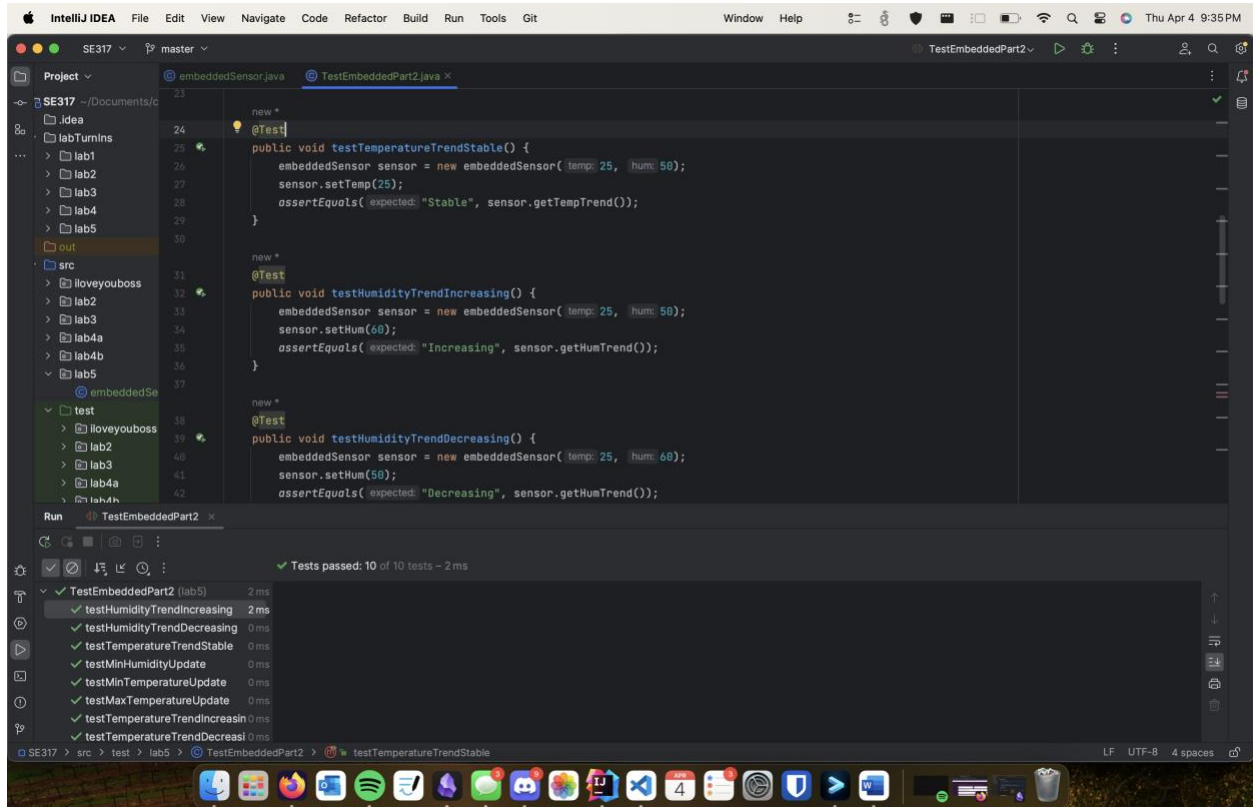 IntelliJ IDEA File Edit View Navigate Code Refactor Build Run Tools Git Window Help Thu Apr 4 9:35 PM
SE317 master TestEmbeddedPart2
Project embeddedSensor.java TestEmbeddedPart2.java
SE317 ~/Documents/c
.idea
labTurnIns
lab1
lab2
lab3
lab4
lab5
out
src
iloveyouboss
lab2
lab3
lab4a
lab4b
lab5
embeddedSe
test
iloveyouboss
lab2
lab3
lab4a
lab4b
23
new *
24 @Test
25 public void testTemperatureTrendStable() {
26 embeddedSensor sensor = new embeddedSensor( temp: 25, hum: 50);
27 sensor.setTemp(25);
28 assertEquals( expected: "Stable", sensor.getTempTrend());
29 }
30
new *
31 @Test
32 public void testHumidityTrendIncreasing() {
33 embeddedSensor sensor = new embeddedSensor( temp: 25, hum: 50);
34 sensor.setHum(60);
35 assertEquals( expected: "Increasing", sensor.getHumTrend());
36 }
37
new *
38 @Test
39 public void testHumidityTrendDecreasing() {
40 embeddedSensor sensor = new embeddedSensor( temp: 25, hum: 60);
41 sensor.setHum(50);
42 assertEquals( expected: "Decreasing", sensor.getHumTrend());
Run TestEmbeddedPart2
Tests passed: 10 of 10 tests – 2 ms
TestEmbeddedPart2 (lab5) 2 ms
testHumidityTrendIncreasing 2 ms
testHumidityTrendDecreasing 0 ms
testTemperatureTrendStable 0 ms
testMinHumidityUpdate 0 ms
testMinTemperatureUpdate 0 ms
testMaxTemperatureUpdate 0 ms
testTemperatureTrendIncreasin 0 ms
testTemperatureTrendDecreasi 0 ms
SE317 > src > test > lab5 > TestEmbeddedPart2 > testTemperatureTrendStable LF UTF-8 4 spaces
3 9 APR 4 3